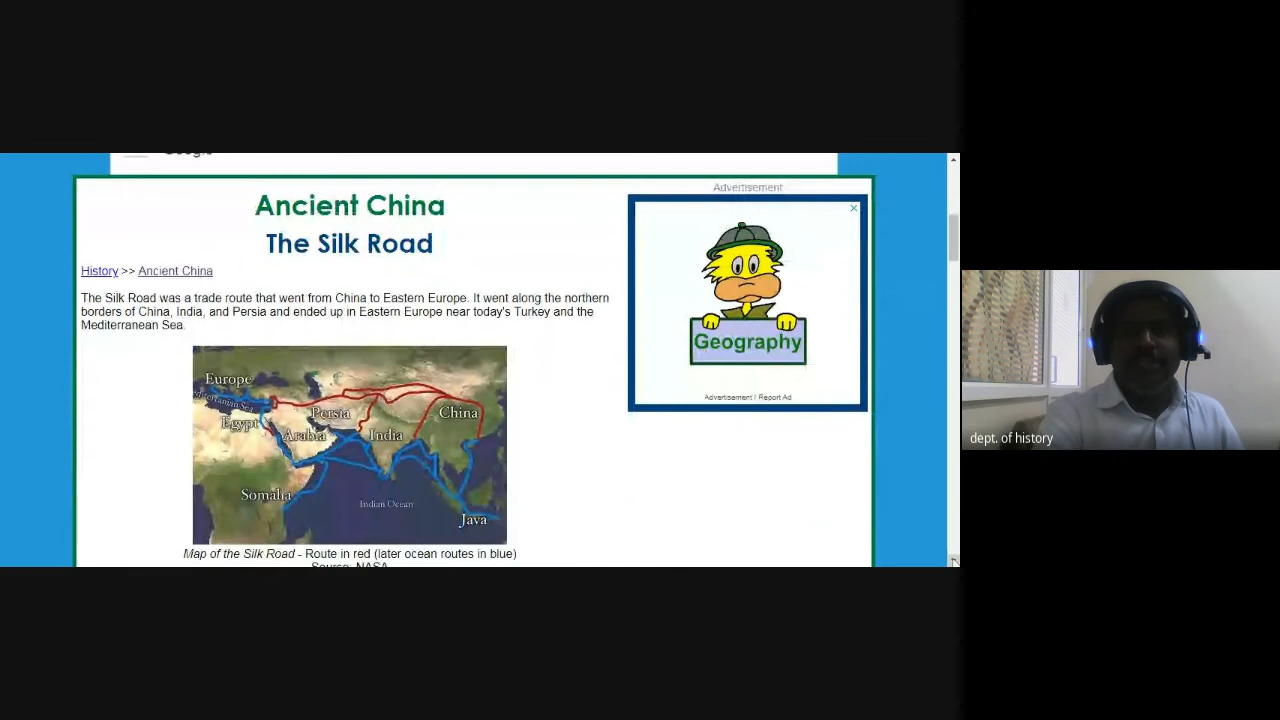 Ancient China
The Silk Road
History >> Ancient China
The Silk Road was a trade route that went from China to Eastern Europe. It went along the northern
borders of China, India, and Persia and ended up in Eastern Europe near today's Turkey and the
Mediterranean Sea.
Europe
Mediterranean Sea
Persia
China
Egypt
Arabia
India
Somalia
Indian Ocean
Java
Map of the Silk Road - Route in red (later ocean routes in blue)
Source: NASA
Advertisement
Geography
Advertisement | Report Ad
dept. of history